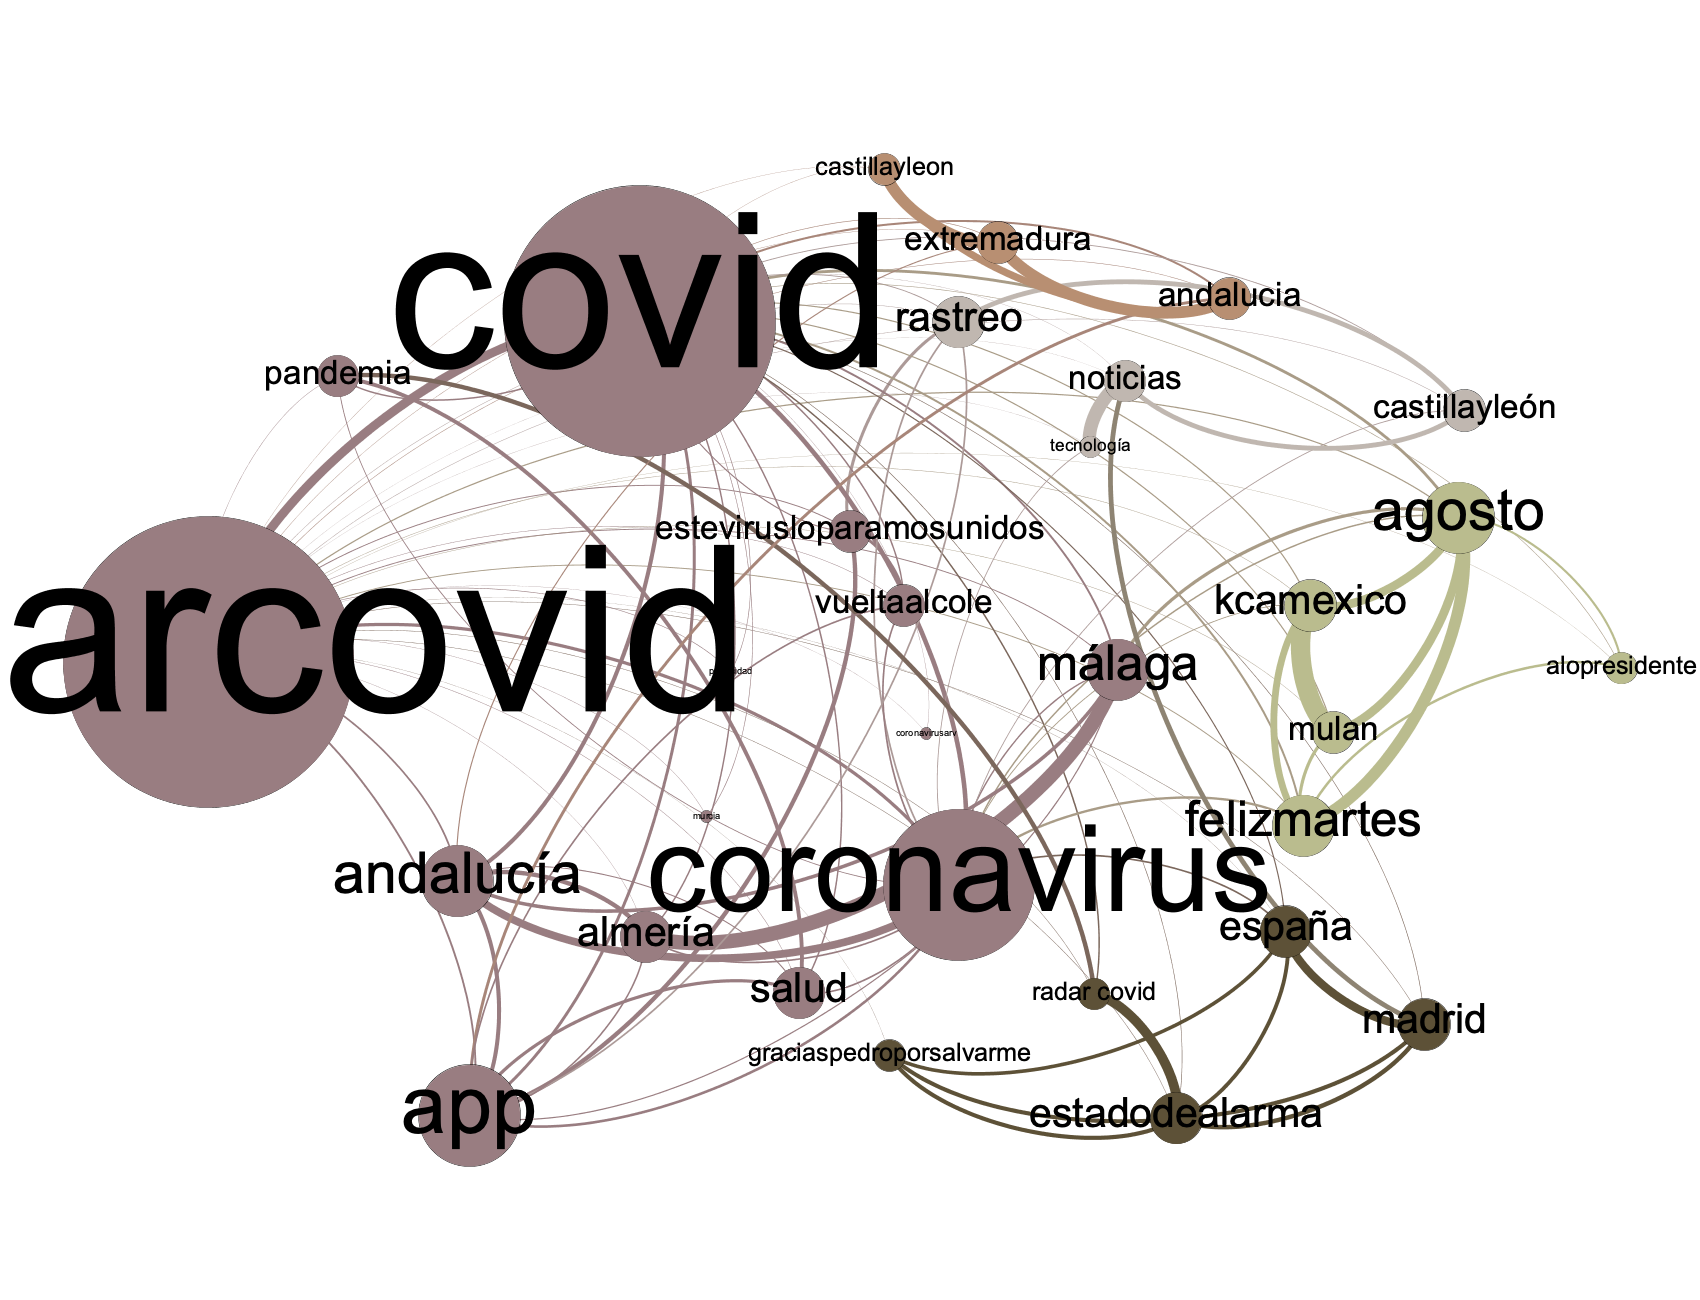 castillayleon
covid
extremadura
andalucia
rastreo
pandemia
noticias
castillayleón
tecnología
agosto
estevirusloparamosunidos
arcovid
vueltaalcole
kcamexico
málaga
alopresidente
mulan
coronavirusarv
murcia
felizmartes
andalucía
coronavirus
almería
españa
salud
radar covid
madrid
graciaspedroporsalvarme
app
estadodealarma